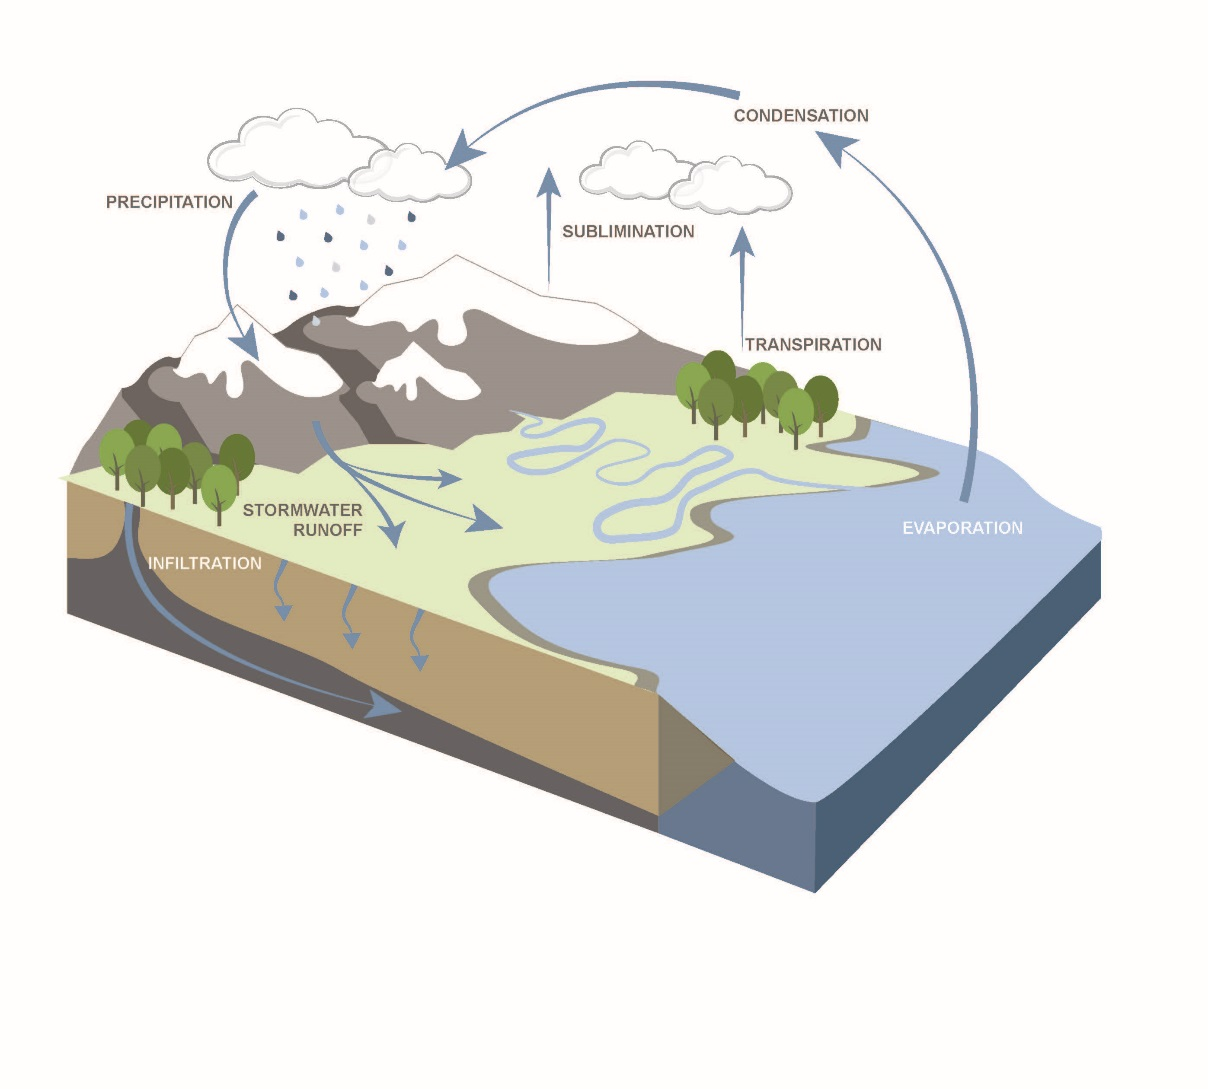 CONDENSATION
PRECIPITATION
SUBLIMINATION
TRANSPIRATION
STORMWATER
RUNOFF
EVAPORATION
INFILTRATION